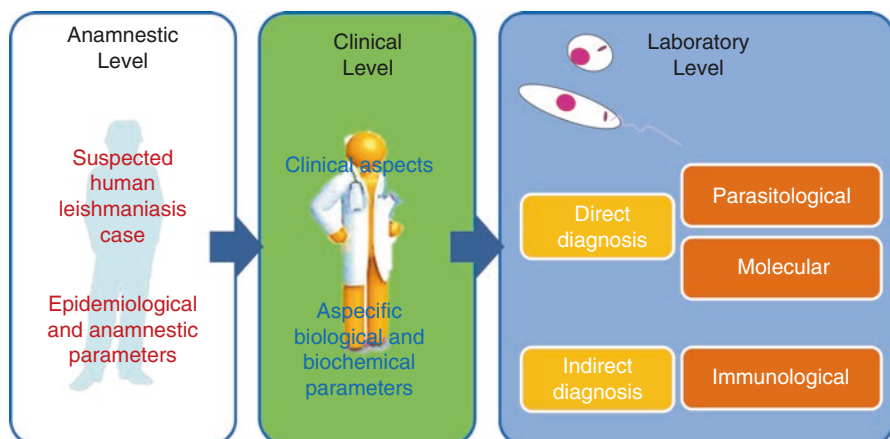 Anamnestic
Level
Suspected
human
leishmaniasis
case
Epidemiological
and anamnestic
parameters
Clinical
Level
Clinical aspects
Aspecific
biological and
biochemical
parameters
Laboratory
Level
Direct
diagnosis
Parasitological
Molecular
Indirect
diagnosis
Immunological